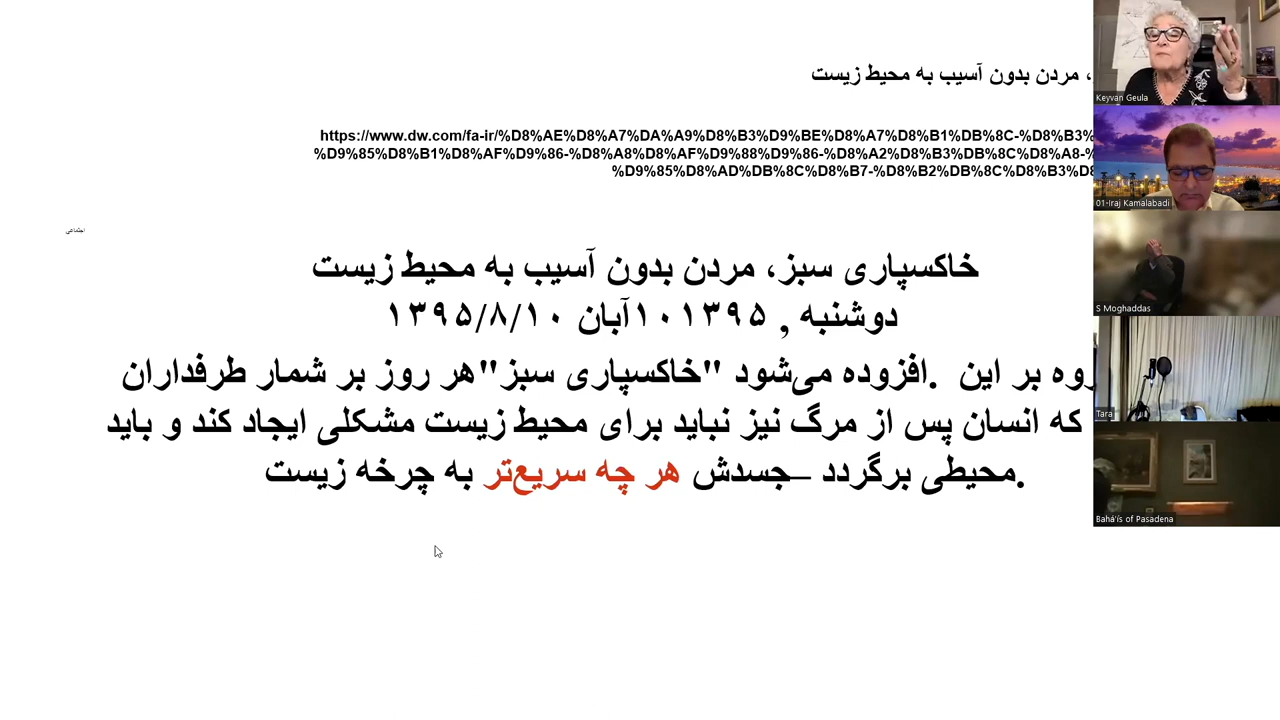 ، مردن بدون آسیب به محیط زیست
https://www.dw.com/fa-ir/%D8%AE%D8%A7%DA%A9%D8%B3%D9%BE%D8%A7%D8%B1%DB%8C-%D8%B3%
%D9%85%D8%B1%D8%AF%D9%86-%D8%A8%D8%AF%D9%88%D9%86-%D8%A2%D8%B3%DB%8C%D8%A8-%
%D9%85%D8%AD%DB%8C%D8%B7-%D8%B2%DB%8C%D8%B3%D8
اجتماعی
خاکسپاری سبز، مردن بدون آسیب به محیط زیست
دوشنبه , ۱۰۱۳۹۵آبان ۱۳۹۵/۸/۱۰
هر روز بر شمار طرفداران"خاکسپاری سبز" افزوده می‌شود. بر این
که انسان پس از مرگ نیز نباید برای محیط زیست مشکلی ایجاد کند و باید
جسدش هر چه سریع‌تر به چرخه زیست–محیطی برگردد.
Keyvan Geula
01-Iraj Kamalabadi
S Moghaddas
Tara
Bahá'ís of Pasadena